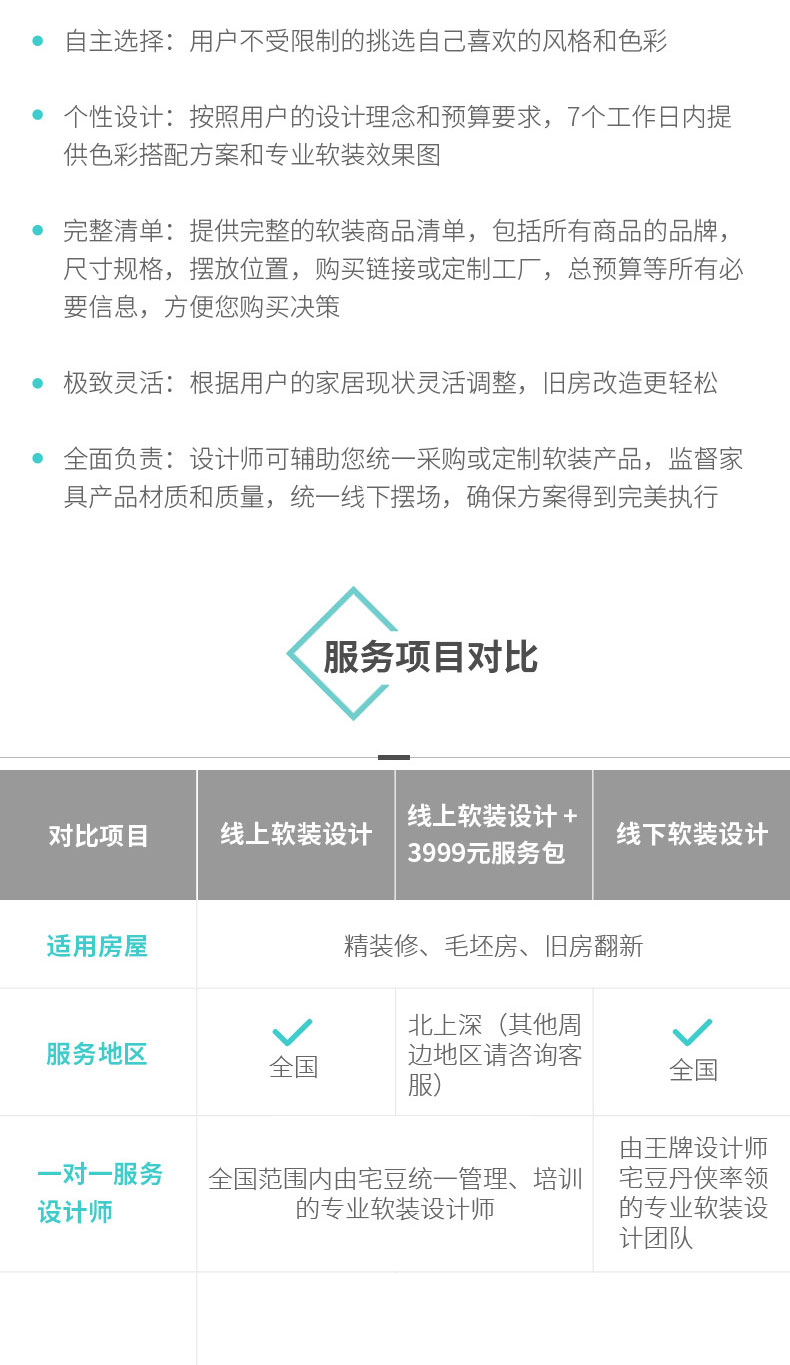 自主选择：用户不受限制的挑选自己喜欢的风格和色彩
个性设计：按照用户的设计理念和预算要求，7个工作日内提
供色彩搭配方案和专业软装效果图
完整清单：提供完整的软装商品清单，包括所有商品的品牌，
尺寸规格，摆放位置，购买链接或定制工厂，总预算等所有必
要信息，方便您购买决策
极致灵活：根据用户的家居现状灵活调整，旧房改造更轻松
全面负责：设计师可辅助您统一采购或定制软装产品，监督家
具产品材质和质量，统一线下摆场，确保方案得到完美执行
服务项目对比
对比项目
线上软装设计
线上软装设计 +
3999元服务包
线下软装设计
适用房屋
精装修、毛坯房、旧房翻新
服务地区
全国
北上深（其他周
边地区请咨询客
服）
全国
一对一服务
设计师
全国范围内由宅豆统一管理、培训
的专业软装设计师
由王牌设计师
宅豆丹侠率领
的专业软装设
计团队